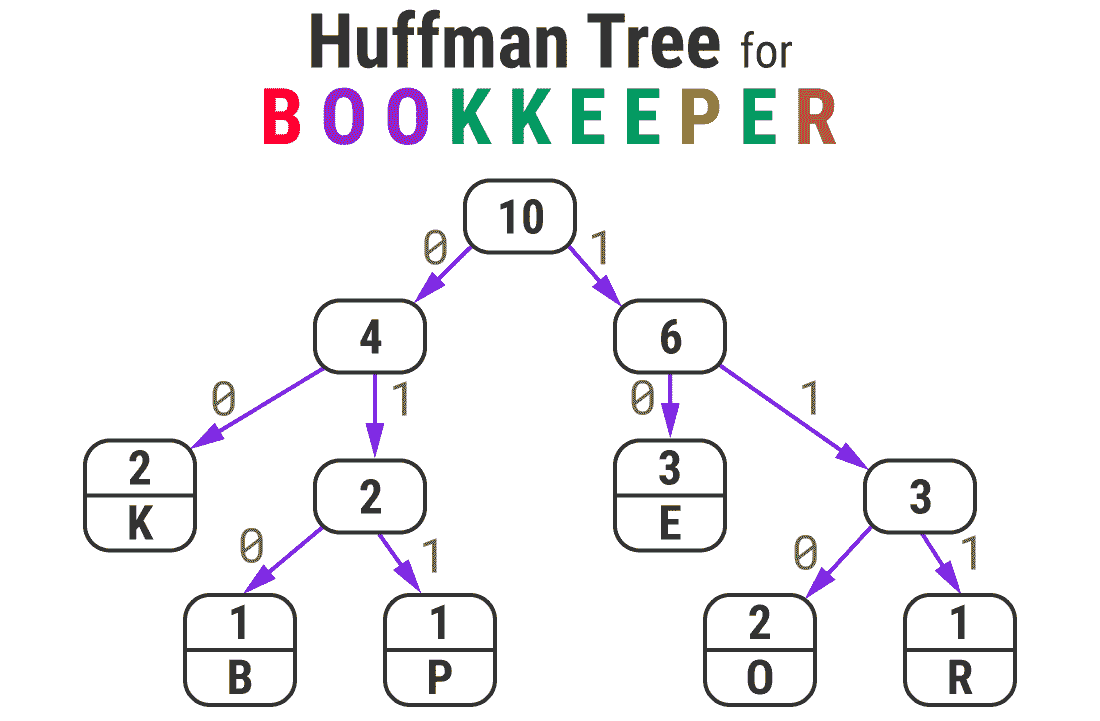 Huffman Tree for
B O O K K E E P E R
10
0 1
4 6
0 1 0 1
2 K
2
3 E
3
0 1 0 1
1 B
1 P
2 O
1 R